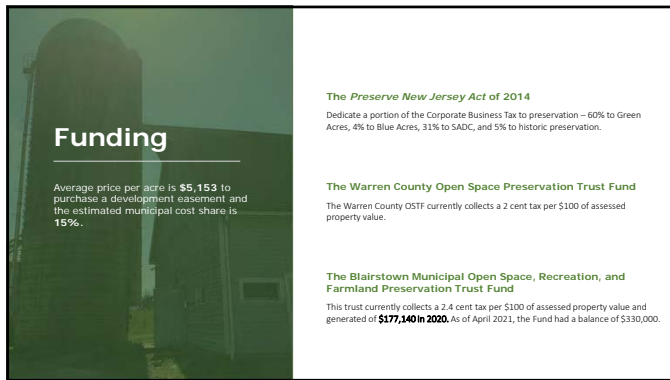 Funding
Average price per acre is $5,153 to
purchase a development easement and
the estimated municipal cost share is
15%.
The Preserve New Jersey Act of 2014
Dedicate a portion of the Corporate Business Tax to preservation – 60% to Green
Acres, 4% to Blue Acres, 31% to SADC, and 5% to historic preservation.
The Warren County Open Space Preservation Trust Fund
The Warren County OSTF currently collects a 2 cent tax per $100 of assessed
property value.
The Blairstown Municipal Open Space, Recreation, and
Farmland Preservation Trust Fund
This trust currently collects a 2.4 cent tax per $100 of assessed property value and
generated of $177,140 in 2020. As of April 2021, the Fund had a balance of $330,000.